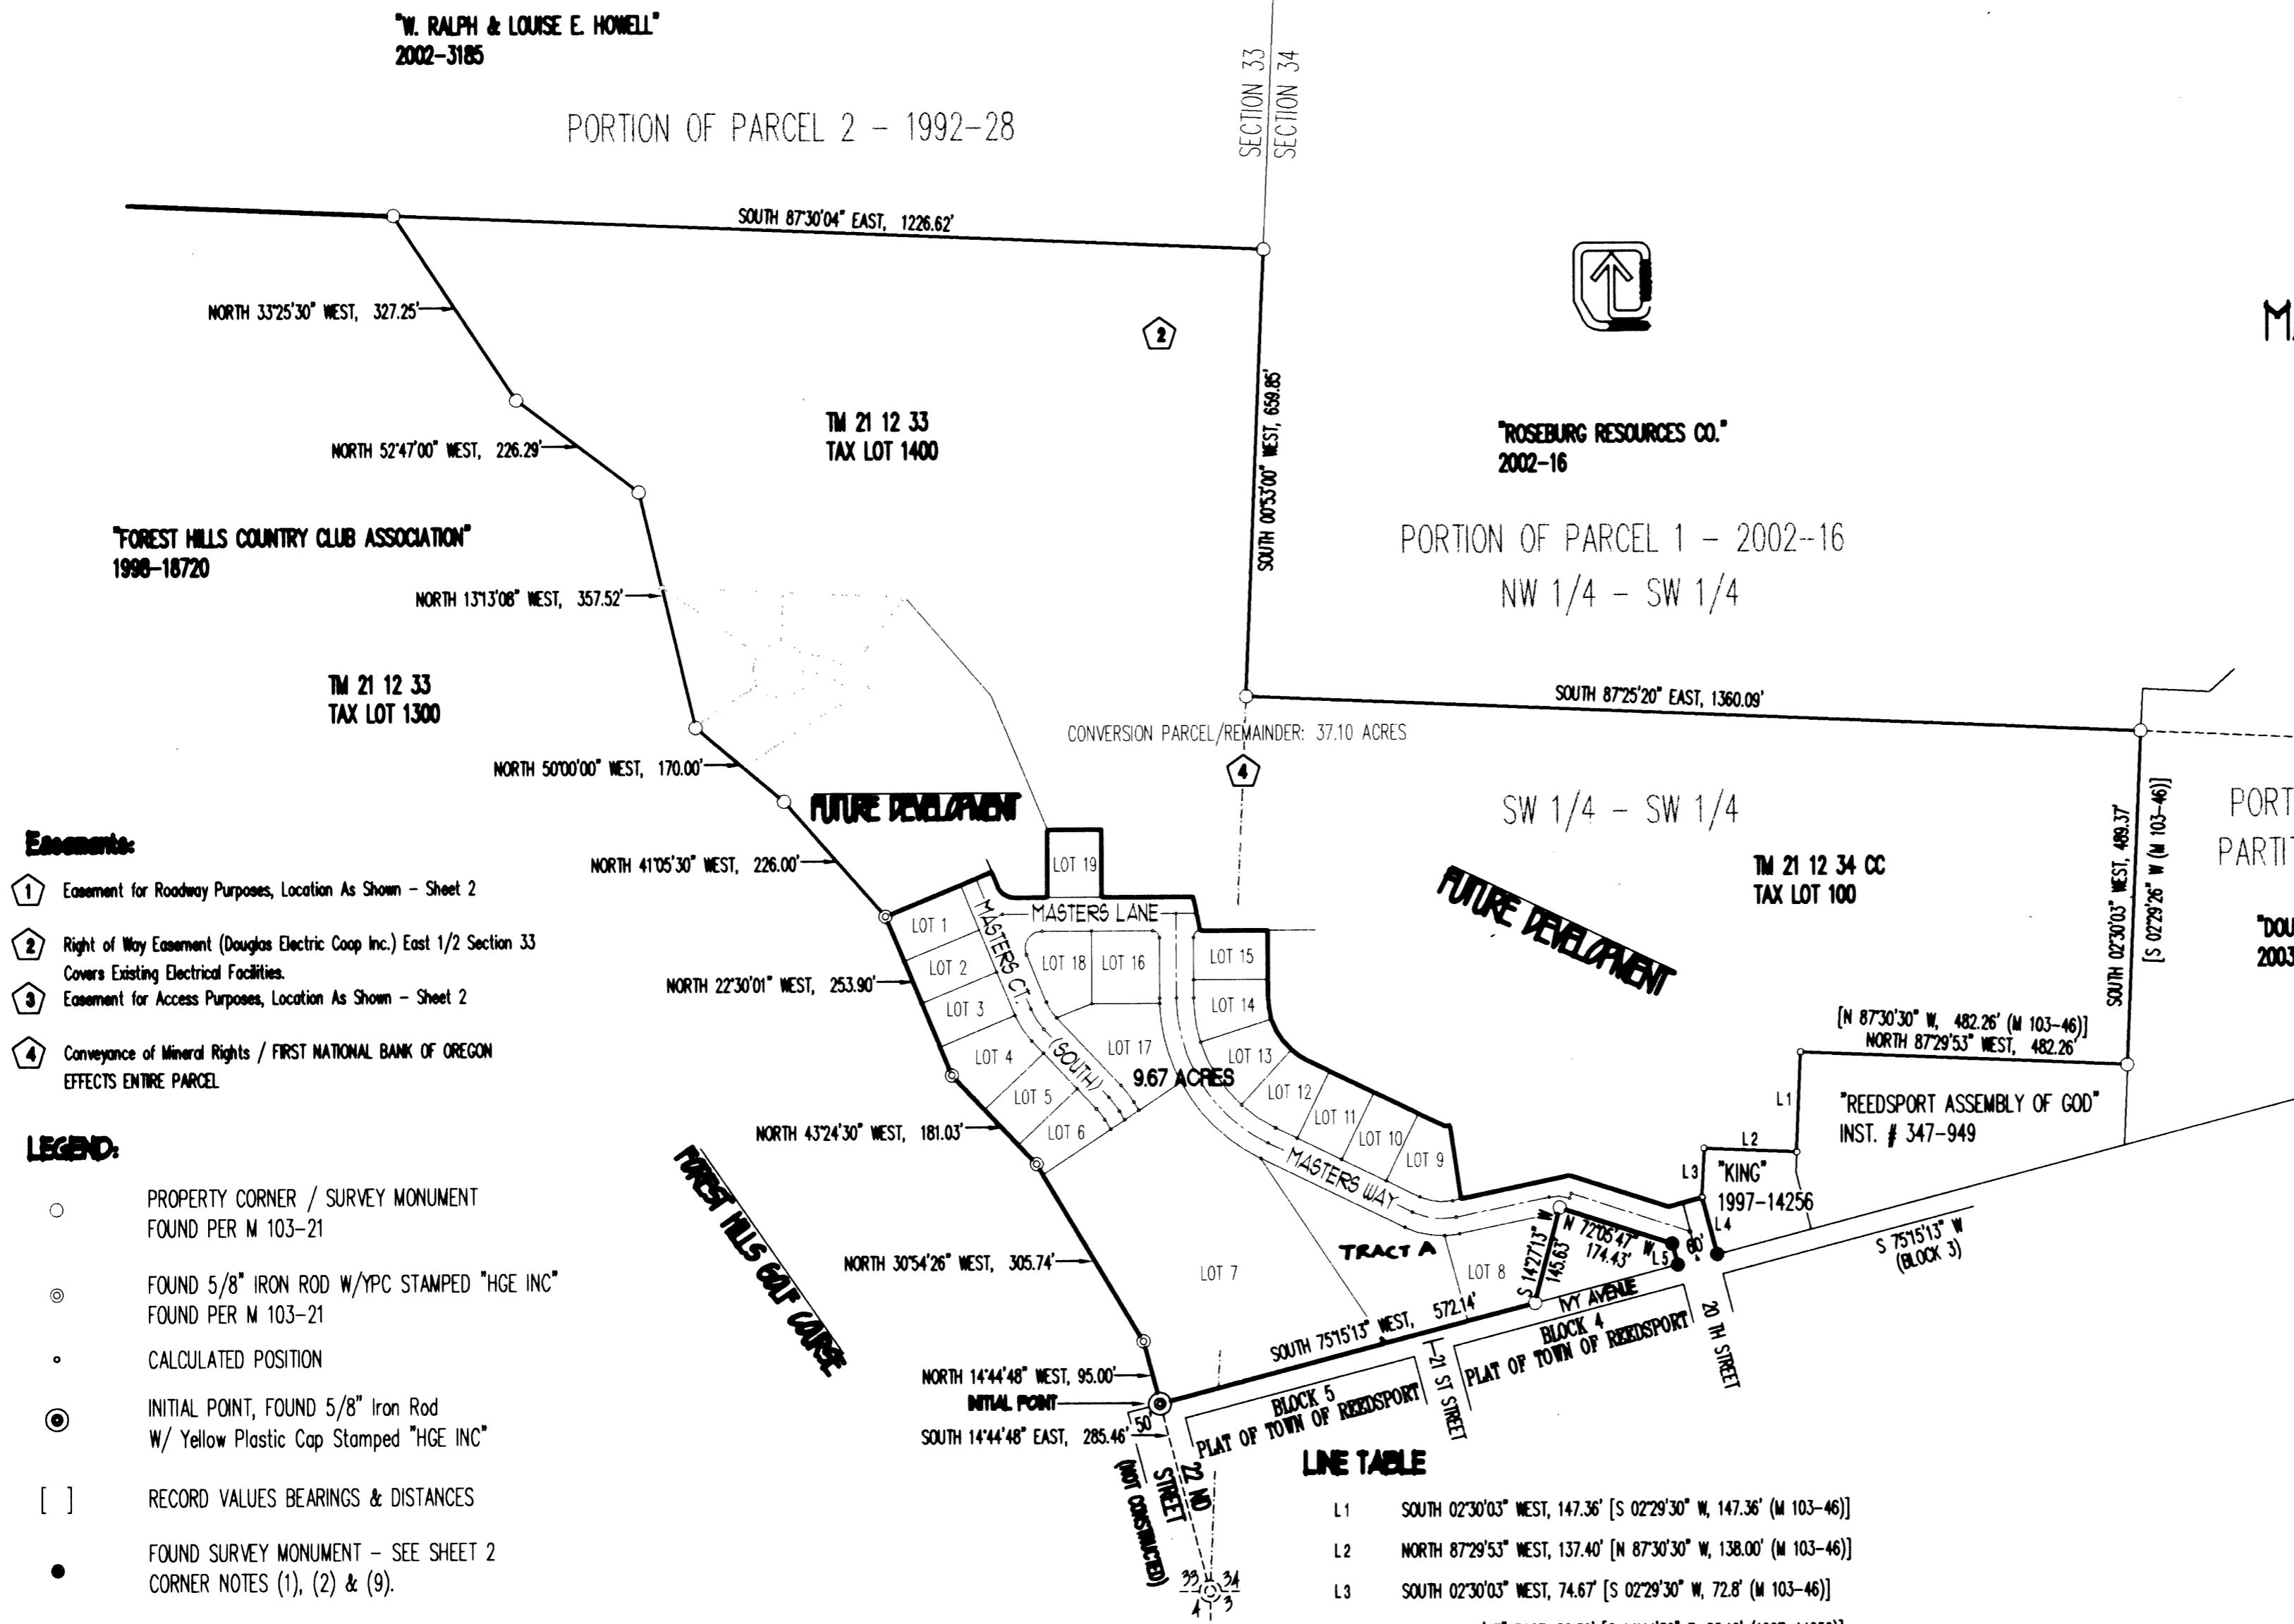 "W. RALPH & LOUISE E. HOWELL"
2002-3185
PORTION OF PARCEL 2 - 1992-28
SECTION 33
SECTION 34
SOUTH 87°30'04" EAST, 1226.62'
NORTH 33°25'30" WEST, 327.25'
2
SOUTH 00°53'00" WEST, 659.85'
TM 21 12 33
TAX LOT 1400
"ROSEBURG RESOURCES CO."
2002-16
NORTH 52°47'00" WEST, 226.29'
"FOREST HILLS COUNTRY CLUB ASSOCIATION"
1998-18720
PORTION OF PARCEL 1 - 2002-16
NW 1/4 - SW 1/4
NORTH 13°13'08" WEST, 357.52'
TM 21 12 33
TAX LOT 1300
SOUTH 87°25'20" EAST, 1360.09'
CONVERSION PARCEL/REMAINDER: 37.10 ACRES
NORTH 50°00'00" WEST, 170.00'
4
FUTURE DEVELOPMENT
SW 1/4 - SW 1/4
SOUTH 02°30'03" WEST, 489.37'
[S 02°29'26" W (M 103-46)]
PORT
PARTI
TM 21 12 34 CC
TAX LOT 100
FUTURE DEVELOPMENT
"DOU
2003
NORTH 41°05'30" WEST, 226.00'
LOT 19
MASTERS LANE
LOT 1
LOT 2
LOT 3
LOT 4
LOT 5
LOT 6
MASTERS CT. (SOUTH)
LOT 18
LOT 16
LOT 15
LOT 14
LOT 17
LOT 13
9.67 ACRES
LOT 12
LOT 11
LOT 10
LOT 9
MASTERS WAY
NORTH 22°30'01" WEST, 253.90'
[N 87°30'30" W, 482.26' (M 103-46)]
NORTH 87°29'53" WEST, 482.26'
L1
"REEDSPORT ASSEMBLY OF GOD"
INST. # 347-949
L2
L3
"KING"
1997-14256
L4
NORTH 43°24'30" WEST, 181.03'
FOREST HILLS GOLF COURSE
NORTH 30°54'26" WEST, 305.74'
TRACT A
LOT 7
LOT 8
S 14°27'13" W
145.63'
N 72°05'47" W
174.43'
L5
60'
S 75°15'13" W
(BLOCK 3)
SOUTH 75°15'13" WEST, 572.14'
IVY AVENUE
BLOCK 4
PLAT OF TOWN OF REEDSPORT
20 TH STREET
21 ST STREET
BLOCK 5
PLAT OF TOWN OF REEDSPORT
NORTH 14°44'48" WEST, 95.00'
INITIAL POINT
50'
SOUTH 14°44'48" EAST, 285.46'
22 ND
STREET
(NOT CONSTRUCTED)
33 34
4 3
Easements:
1 Easement for Roadway Purposes, Location As Shown - Sheet 2
2 Right of Way Easement (Douglas Electric Coop Inc.) East 1/2 Section 33
Covers Existing Electrical Facilities.
3 Easement for Access Purposes, Location As Shown - Sheet 2
4 Conveyance of Mineral Rights / FIRST NATIONAL BANK OF OREGON
EFFECTS ENTIRE PARCEL
LEGEND:
PROPERTY CORNER / SURVEY MONUMENT
FOUND PER M 103-21
FOUND 5/8" IRON ROD W/YPC STAMPED "HGE INC"
FOUND PER M 103-21
CALCULATED POSITION
INITIAL POINT, FOUND 5/8" Iron Rod
W/ Yellow Plastic Cap Stamped "HGE INC"
[ ] RECORD VALUES BEARINGS & DISTANCES
FOUND SURVEY MONUMENT - SEE SHEET 2
CORNER NOTES (1), (2) & (9).
LINE TABLE
L1 SOUTH 02°30'03" WEST, 147.36' [S 02°29'30" W, 147.36' (M 103-46)]
L2 NORTH 87°29'53" WEST, 137.40' [N 87°30'30" W, 138.00' (M 103-46)]
L3 SOUTH 02°30'03" WEST, 74.67' [S 02°29'30" W, 72.8' (M 103-46)]